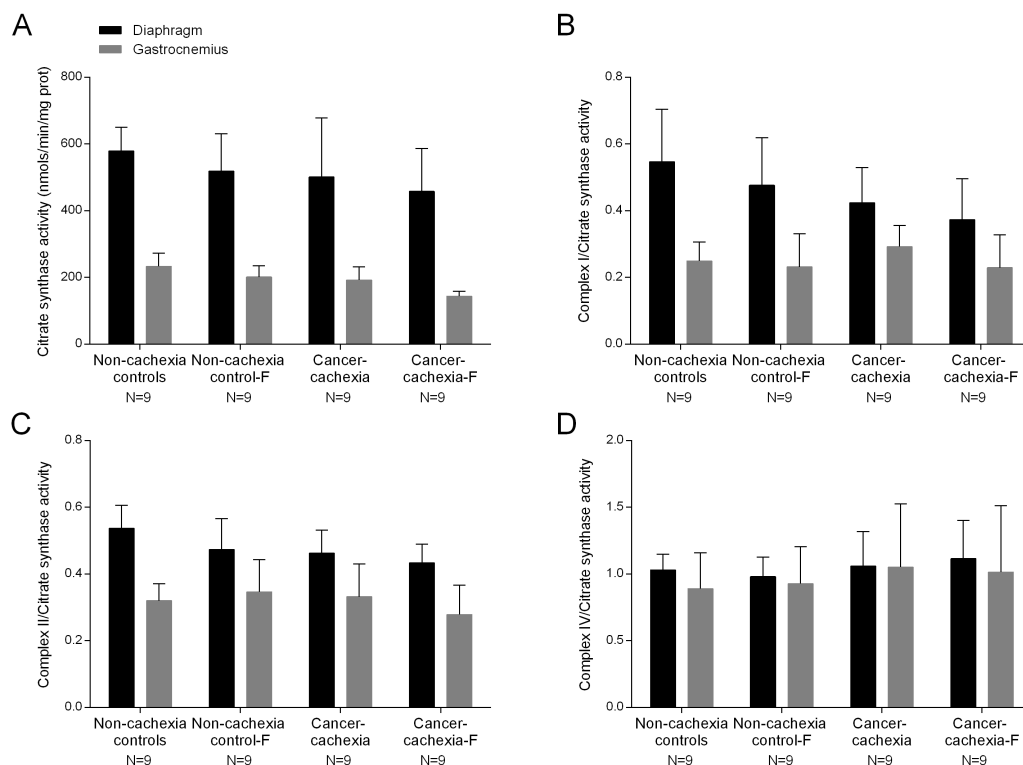 A
Diaphragm
Gastrocnemius
Citrate synthase activity (nmols/min/mg prot)
800
600
400
200
0
Non-cachexia controls
N=9
Non-cachexia control-F
N=9
Cancer-cachexia
N=9
Cancer-cachexia-F
N=9
B
Complex I/Citrate synthase activity
0.8
0.6
0.4
0.2
0.0
Non-cachexia controls
N=9
Non-cachexia control-F
N=9
Cancer-cachexia
N=9
Cancer-cachexia-F
N=9
C
Complex II/Citrate synthase activity
0.8
0.6
0.4
0.2
0.0
Non-cachexia controls
N=9
Non-cachexia control-F
N=9
Cancer-cachexia
N=9
Cancer-cachexia-F
N=9
D
Complex IV/Citrate synthase activity
2.0
1.5
1.0
0.5
0.0
Non-cachexia controls
N=9
Non-cachexia control-F
N=9
Cancer-cachexia
N=9
Cancer-cachexia-F
N=9